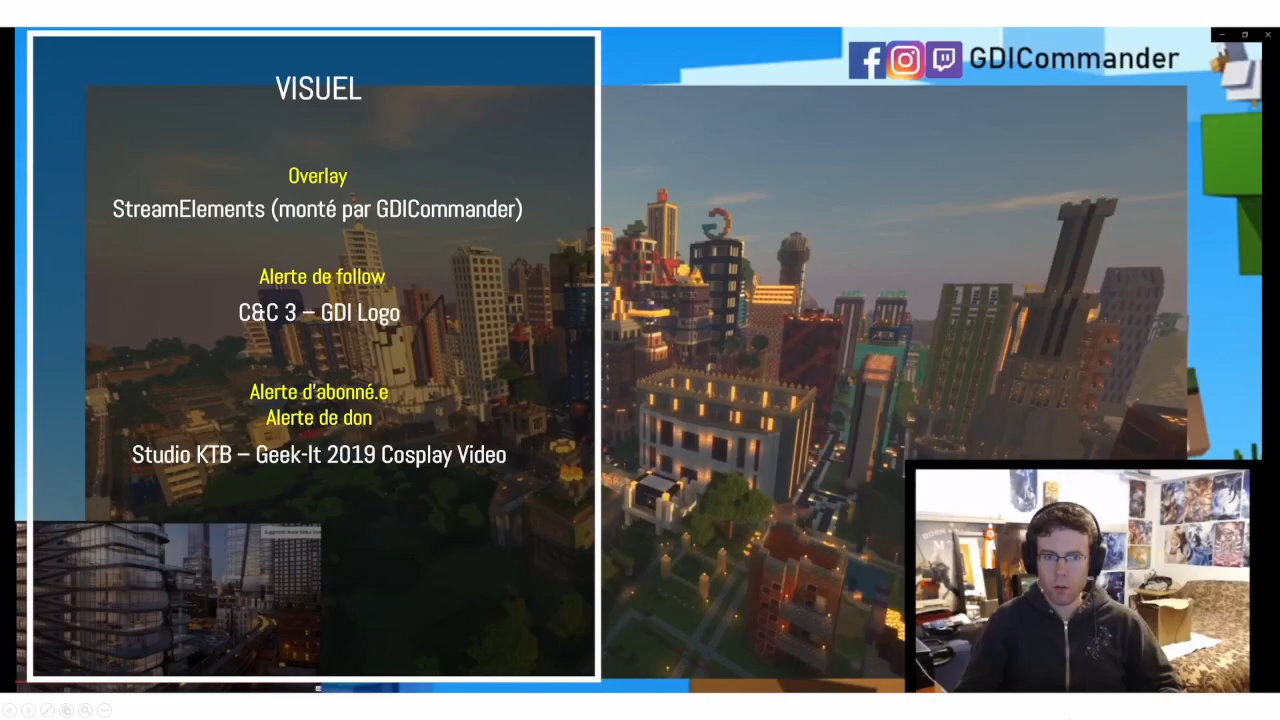 VISUEL
Overlay
StreamElements (monté par GDICommander)
Alerte de follow
C&C 3 – GDI Logo
Alerte d'abonné.e
Alerte de don
Studio KTB – Geek-It 2019 Cosplay Video
GDICommander